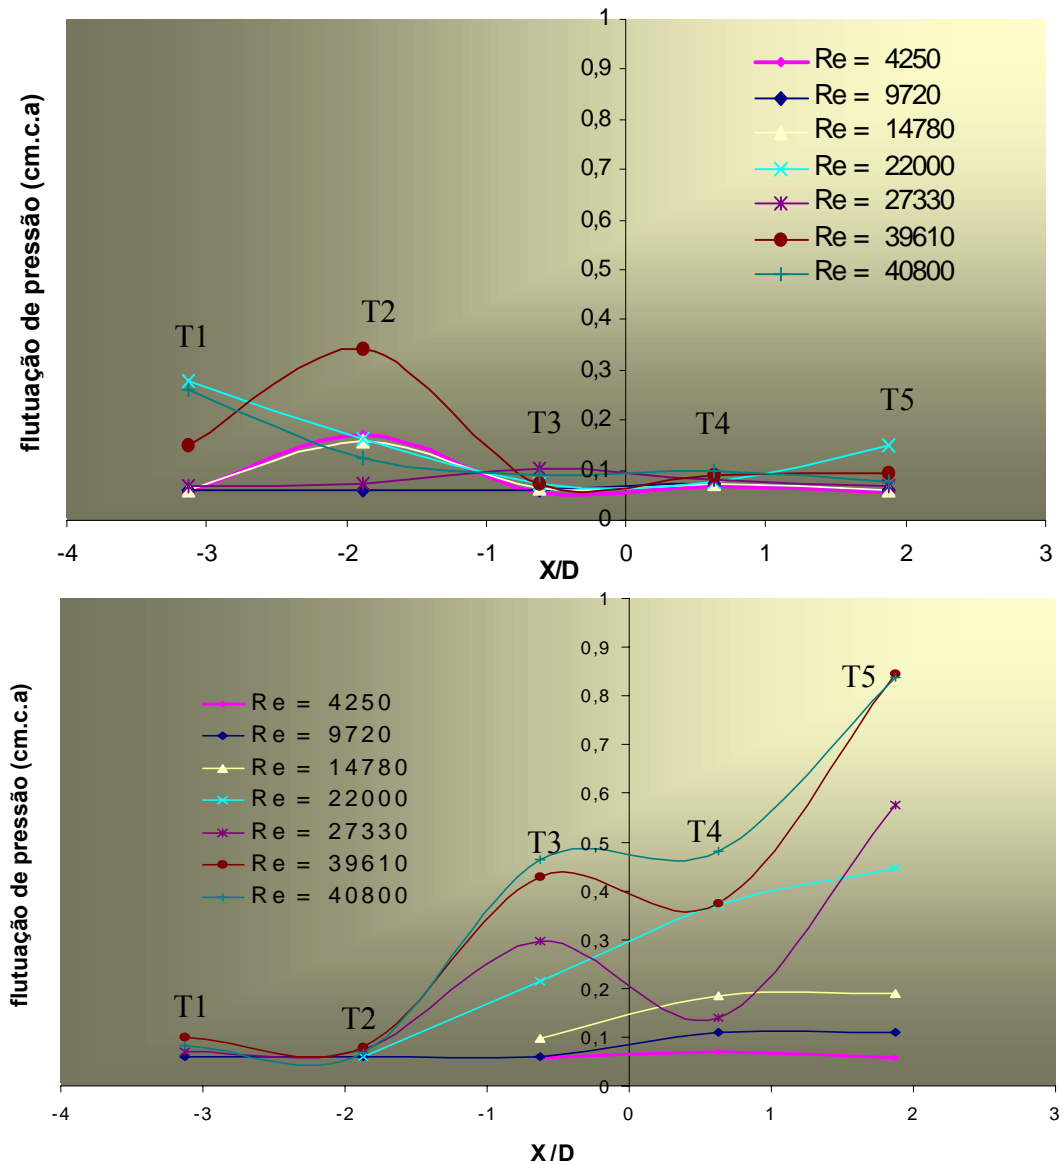 1
0,9
0,8
0,7
0,6
0,5
0,4
0,3
0,2
0,1
0
flutuação de pressão (cm.c.a)
Re = 4250
Re = 9720
Re = 14780
Re = 22000
Re = 27330
Re = 39610
Re = 40800
T1
T2
T3
T4
T5
-4
-3
-2
-1
0
1
2
3
X/D
1
0,9
0,8
0,7
0,6
0,5
0,4
0,3
0,2
0,1
0
flutuação de pressão (cm.c.a)
Re = 4250
Re = 9720
Re = 14780
Re = 22000
Re = 27330
Re = 39610
Re = 40800
T1
T2
T3
T4
T5
-4
-3
-2
-1
0
1
2
3
X/D